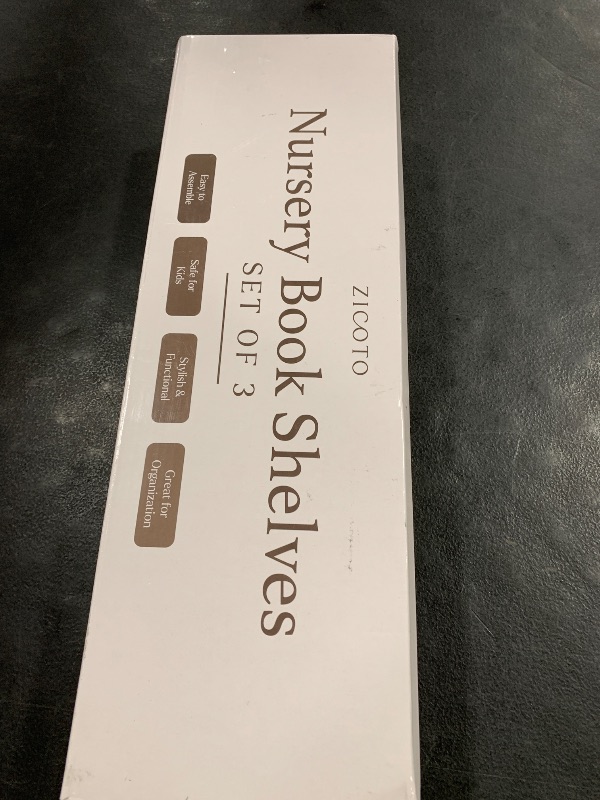 ZICOTO
Nursery Book Shelves
SET OF 3
Easy to
Assemble
Safe for
Kids
Stylish &
Functional
Great for
Organization